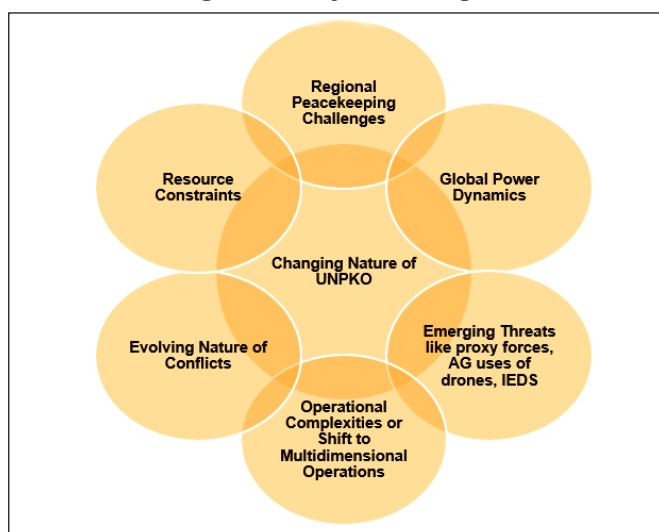 Regional
Peacekeeping
Challenges
Resource
Constraints
Global Power
Dynamics
Changing Nature of
UNPKO
Evolving Nature of
Conflicts
Emerging Threats
like proxy forces,
AG uses of
drones, IEDS
Operational
Complexities or
Shift to
Multidimensional
Operations